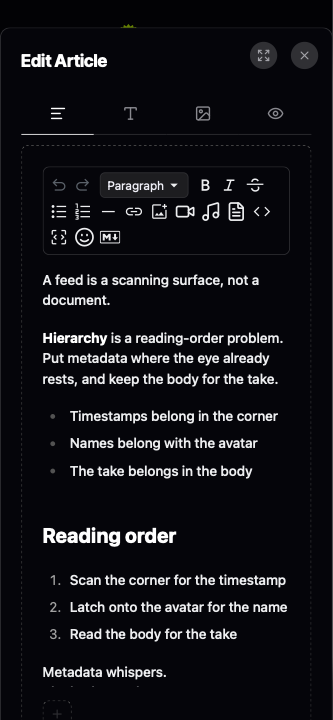 Edit Article
Paragraph
B I S
M↓
A feed is a scanning surface, not a
document.
Hierarchy is a reading-order problem.
Put metadata where the eye already
rests, and keep the body for the take.
Timestamps belong in the corner
Names belong with the avatar
The take belongs in the body
Reading order
1. Scan the corner for the timestamp
2. Latch onto the avatar for the name
3. Read the body for the take
Metadata whispers.